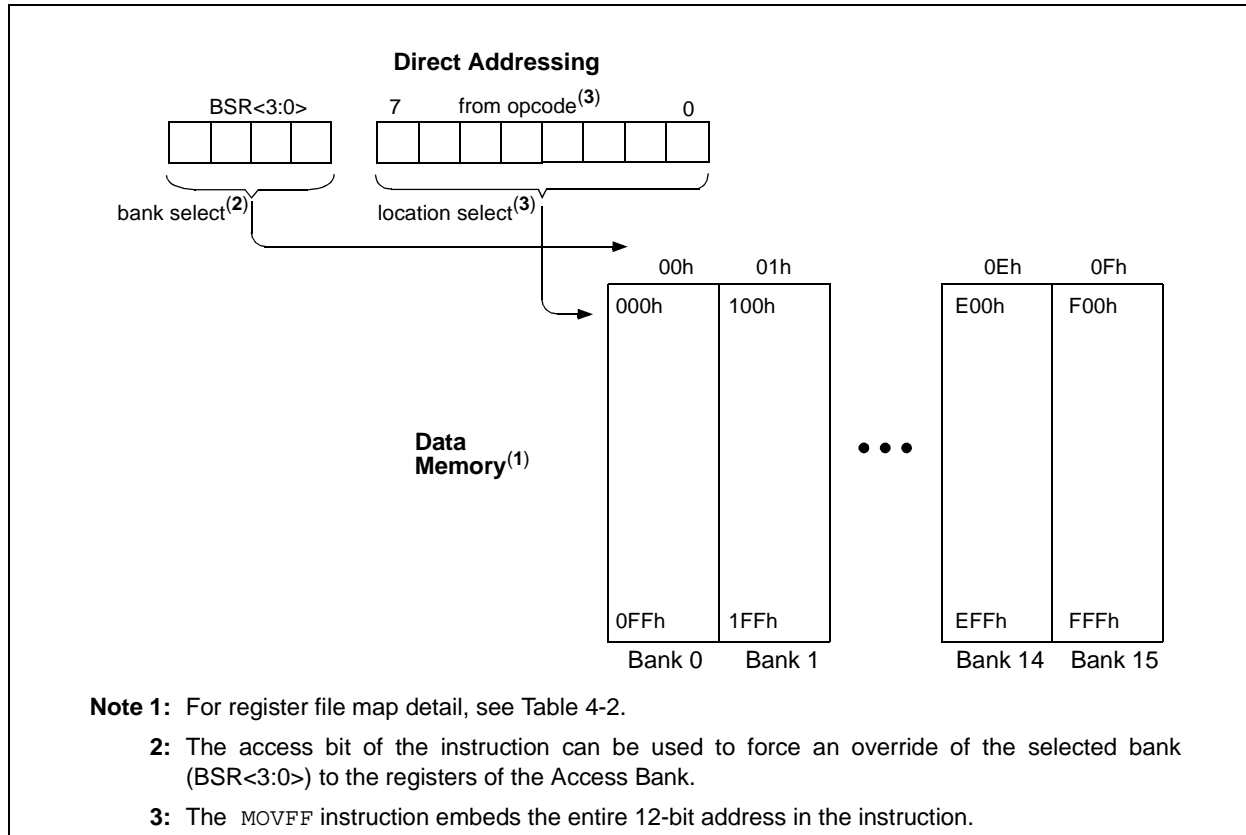 Direct Addressing
BSR<3:0> 7 from opcode(3) 0
bank select(2) location select(3)
00h 01h 0Eh 0Fh
000h 100h E00h F00h
Data
Memory(1)
0FFh 1FFh EFFh FFFh
Bank 0 Bank 1 Bank 14 Bank 15
Note 1: For register file map detail, see Table 4-2.
2: The access bit of the instruction can be used to force an override of the selected bank
(BSR<3:0>) to the registers of the Access Bank.
3: The MOVFF instruction embeds the entire 12-bit address in the instruction.